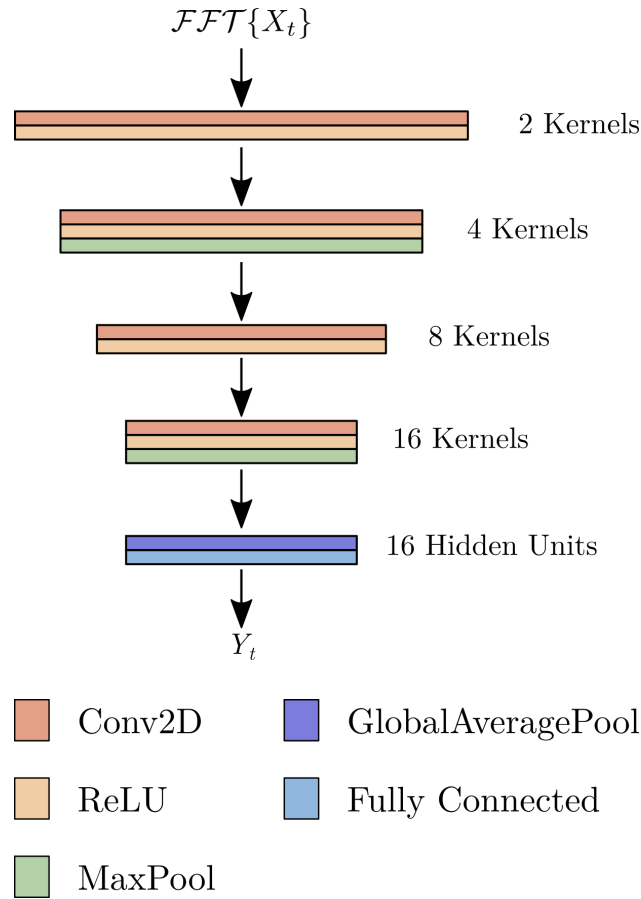 𝓕𝓕𝓣{X_t}
2 Kernels
4 Kernels
8 Kernels
16 Kernels
16 Hidden Units
Y_t
Conv2D
GlobalAveragePool
ReLU
Fully Connected
MaxPool